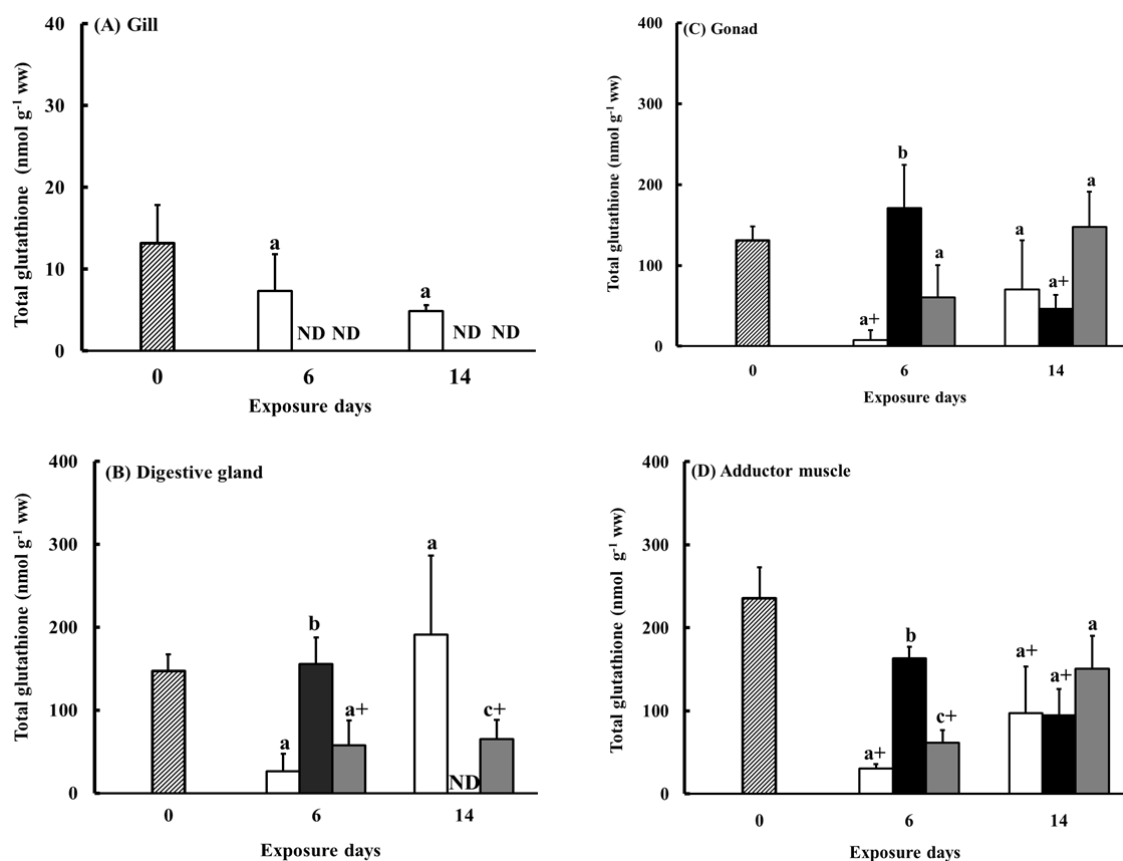 (A) Gill
Total glutathione (nmol g⁻¹ ww)
40
30
20
10
0
a
ND ND
a
ND ND
0 6 14
Exposure days
(C) Gonad
Total glutathione (nmol g⁻¹ ww)
400
300
200
100
0
a+
b
a
a
a+
a
0 6 14
Exposure days
(B) Digestive gland
Total glutathione (nmol g⁻¹ ww)
400
300
200
100
0
a
b
a+
a
ND
c+
0 6 14
Exposure days
(D) Adductor muscle
Total glutathione (nmol g⁻¹ ww)
400
300
200
100
0
a+
b
c+
a+
a+
a
0 6 14
Exposure days